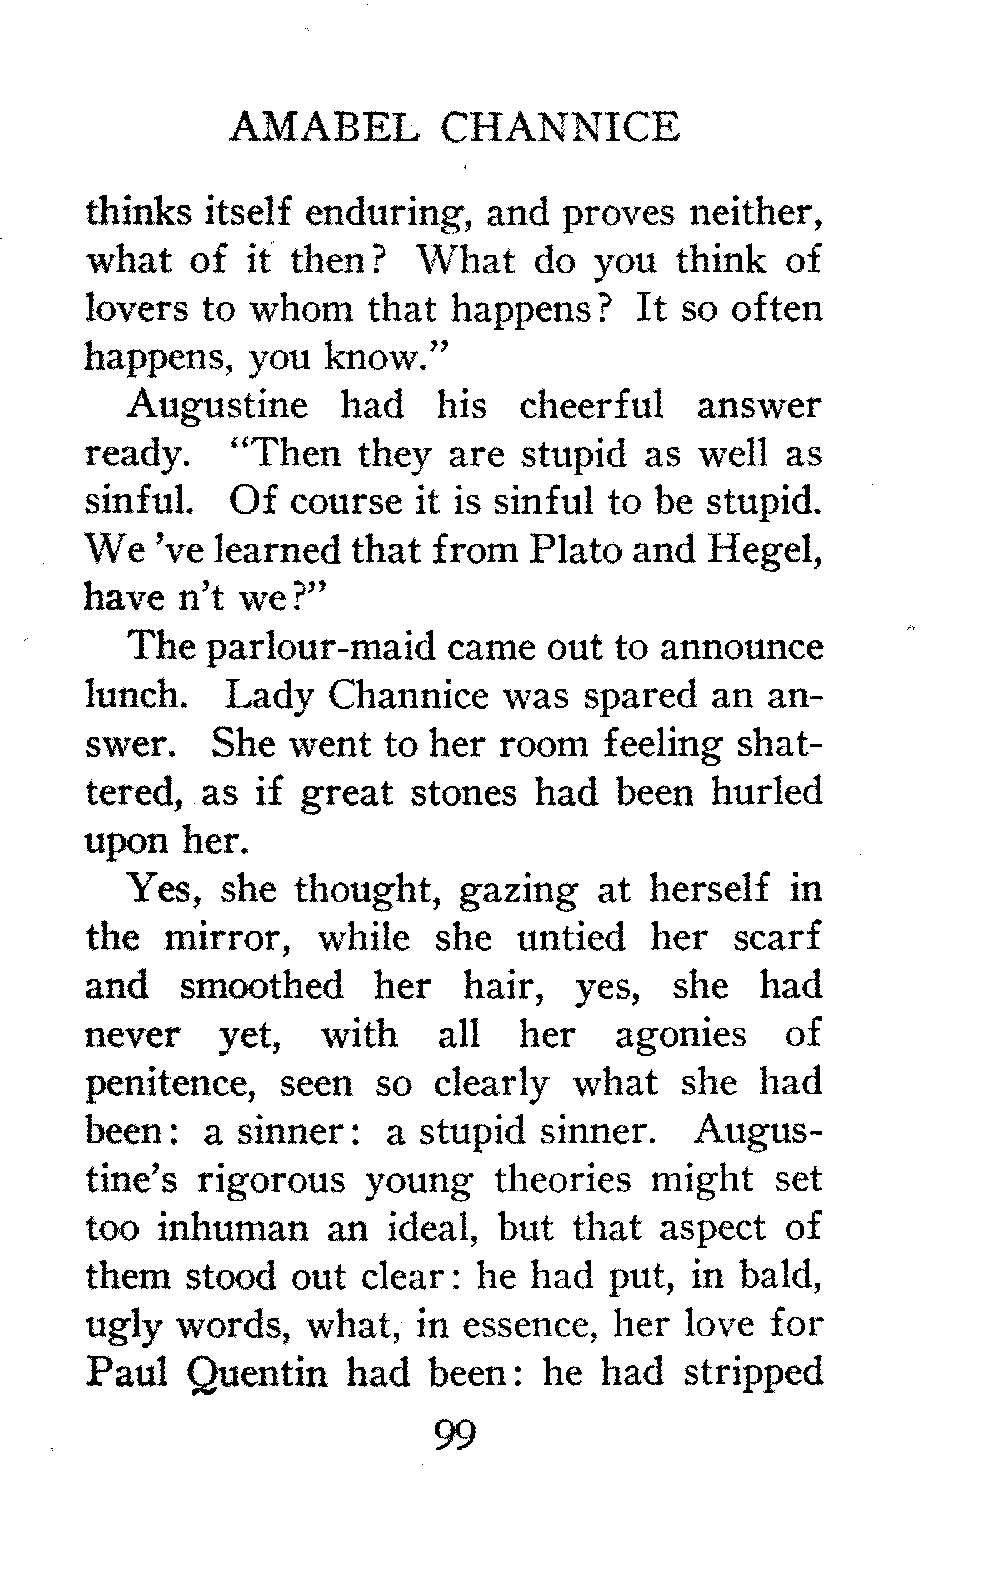 AMABEL CHANNICE
thinks itself enduring, and proves neither,
what of it then? What do you think of
lovers to whom that happens? It so often
happens, you know."
Augustine had his cheerful answer
ready. "Then they are stupid as well as
sinful. Of course it is sinful to be stupid.
We 've learned that from Plato and Hegel,
have n't we?"
The parlour-maid came out to announce
lunch. Lady Channice was spared an an-
swer. She went to her room feeling shat-
tered, as if great stones had been hurled
upon her.
Yes, she thought, gazing at herself in
the mirror, while she untied her scarf
and smoothed her hair, yes, she had
never yet, with all her agonies of
penitence, seen so clearly what she had
been: a sinner: a stupid sinner. Augus-
tine's rigorous young theories might set
too inhuman an ideal, but that aspect of
them stood out clear: he had put, in bald,
ugly words, what, in essence, her love for
Paul Quentin had been: he had stripped
99